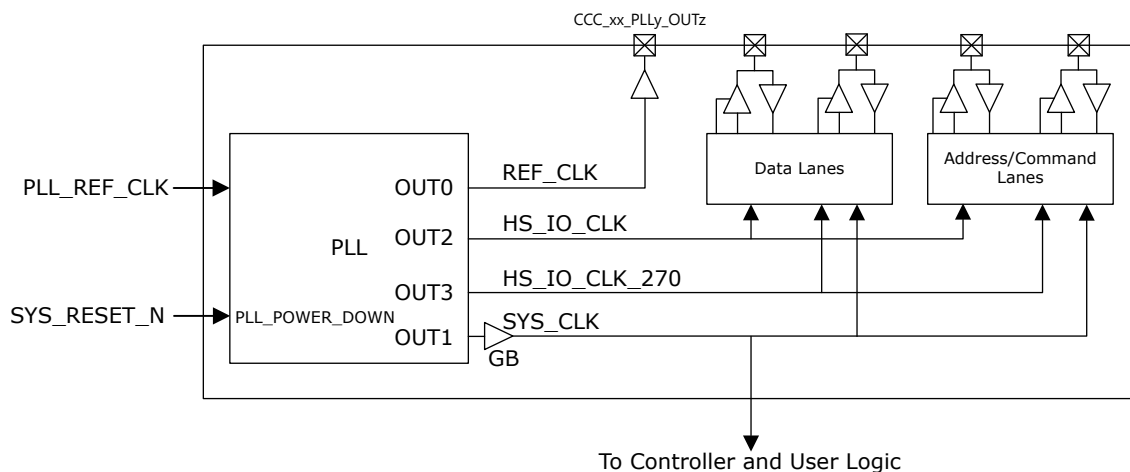 CCC_xx_PLLy_OUTz
PLL_REF_CLK
OUT0
REF_CLK
Data Lanes
Address/Command
Lanes
OUT2
HS_IO_CLK
PLL
OUT3
HS_IO_CLK_270
SYS_RESET_N
PLL_POWER_DOWN
OUT1
SYS_CLK
GB
To Controller and User Logic